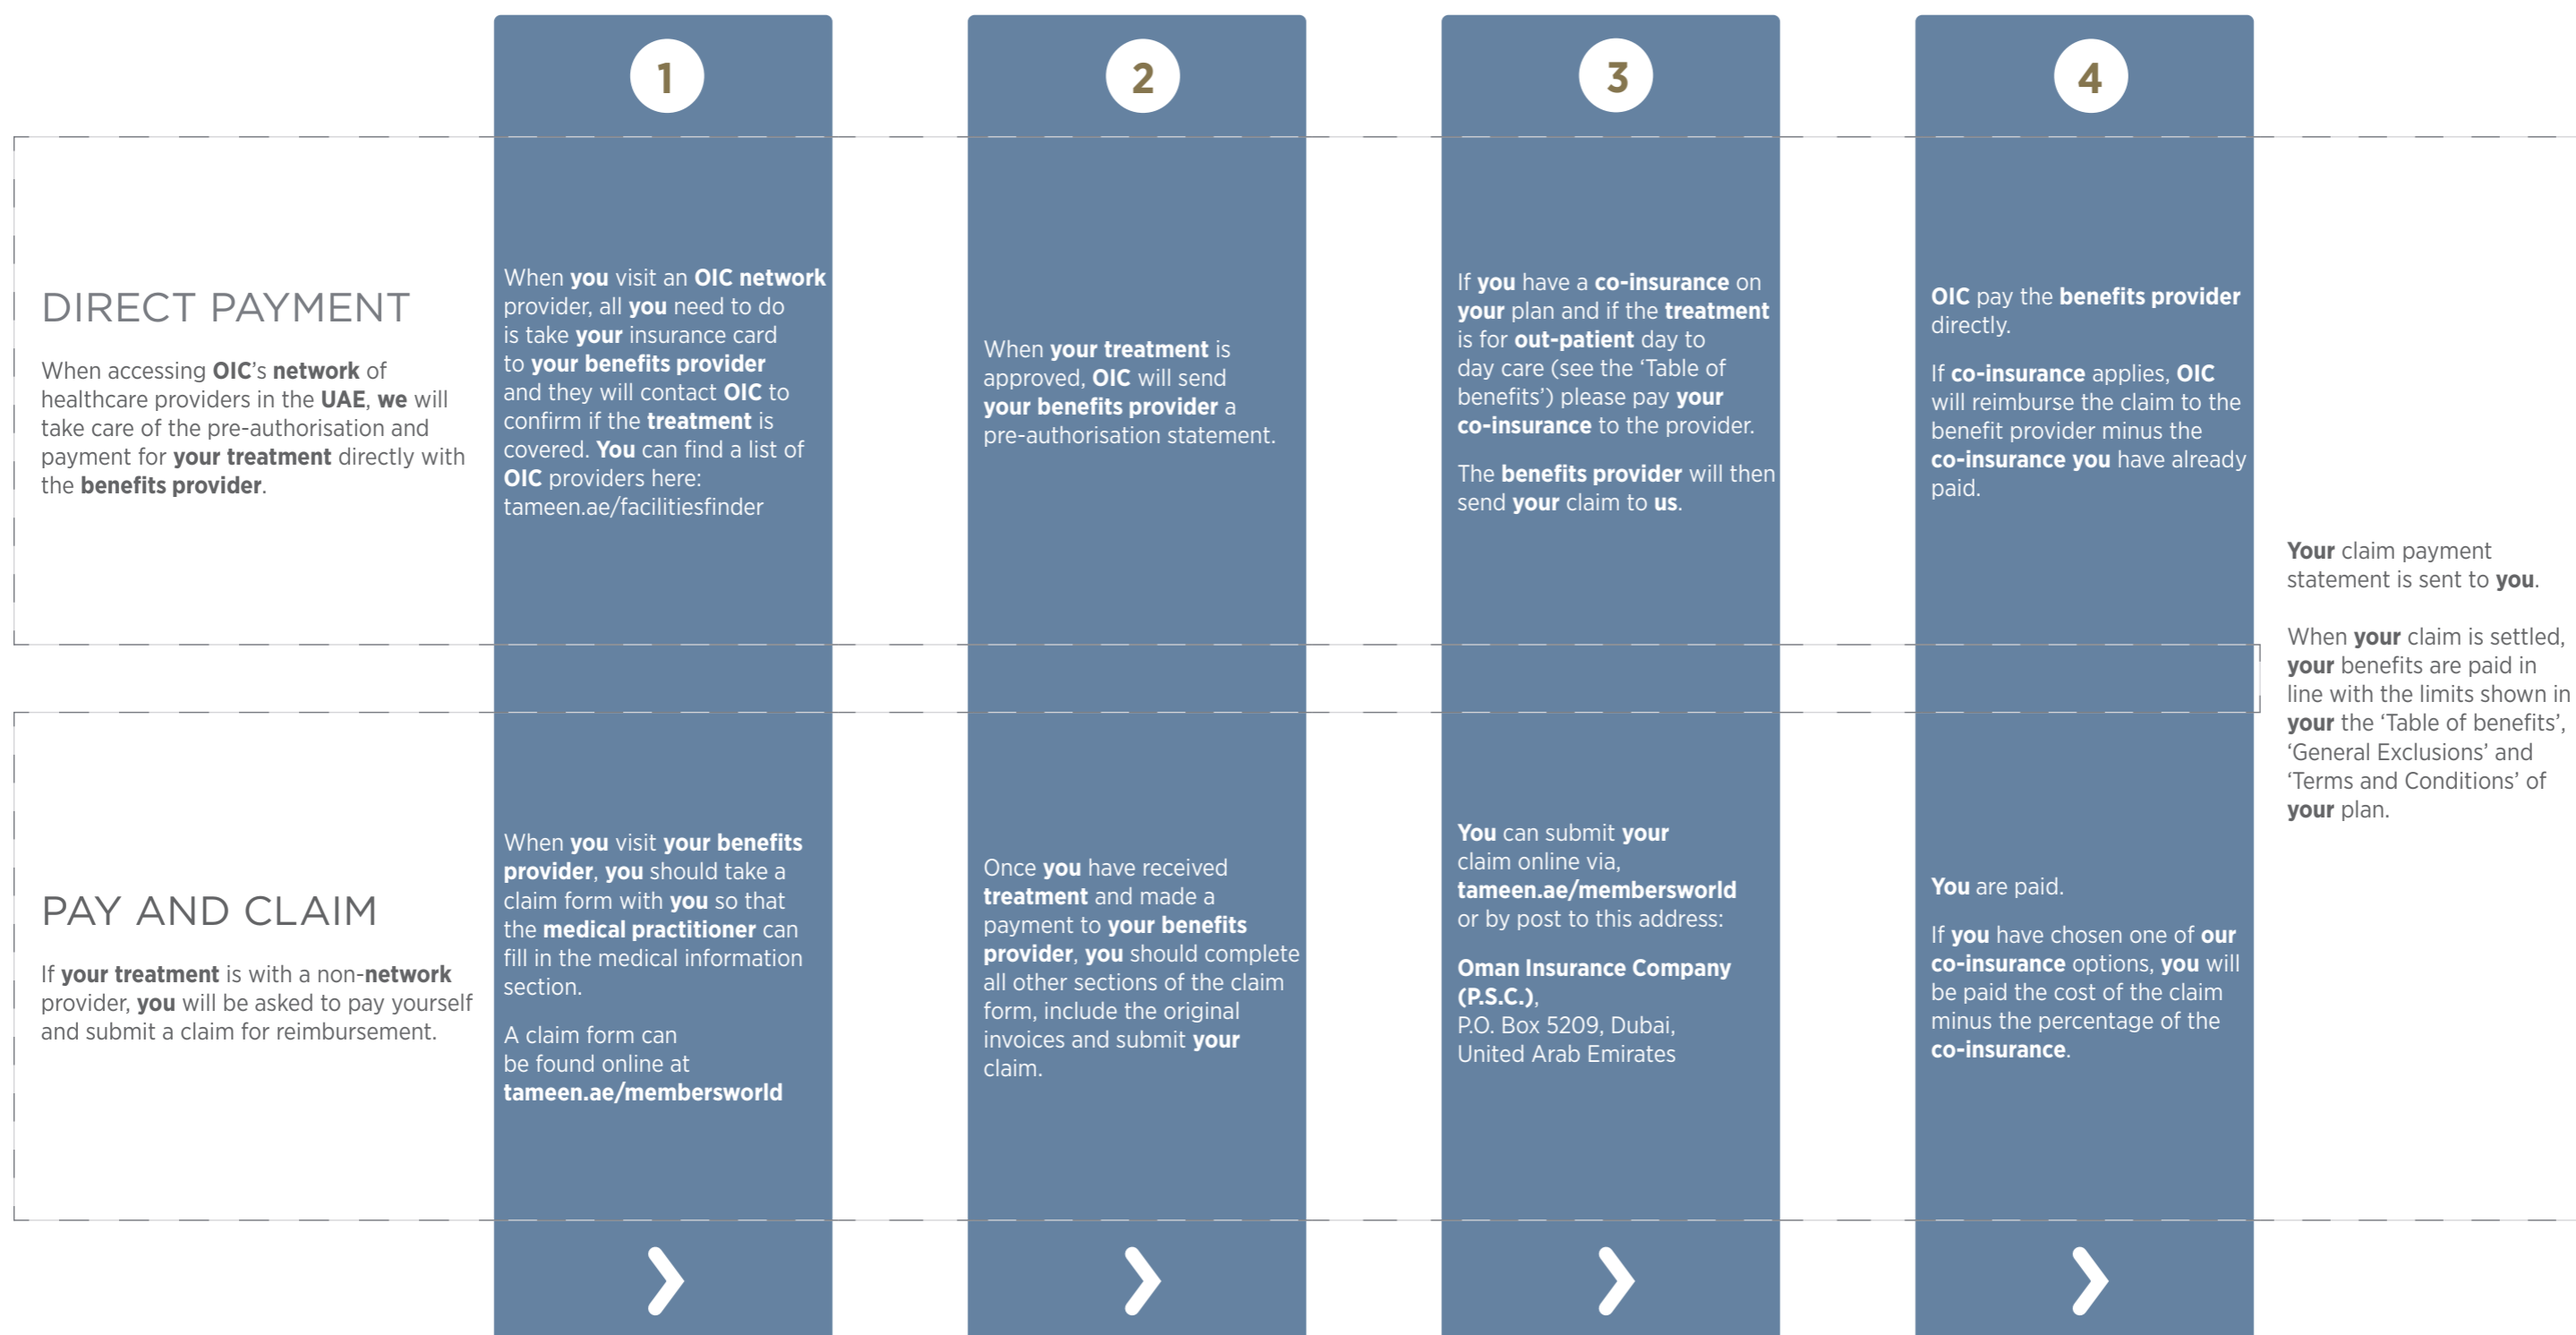 1
2
3
4
DIRECT PAYMENT
When accessing OIC's network of
healthcare providers in the UAE, we will
take care of the pre-authorisation and
payment for your treatment directly with
the benefits provider.
When you visit an OIC network
provider, all you need to do
is take your insurance card
to your benefits provider
and they will contact OIC to
confirm if the treatment is
covered. You can find a list of
OIC providers here:
tameen.ae/facilitiesfinder
When your treatment is
approved, OIC will send
your benefits provider a
pre-authorisation statement.
If you have a co-insurance on
your plan and if the treatment
is for out-patient day to
day care (see the ‘Table of
benefits’) please pay your
co-insurance to the provider.
The benefits provider will then
send your claim to us.
OIC pay the benefits provider
directly.
If co-insurance applies, OIC
will reimburse the claim to the
benefit provider minus the
co-insurance you have already
paid.
PAY AND CLAIM
If your treatment is with a non-network
provider, you will be asked to pay yourself
and submit a claim for reimbursement.
When you visit your benefits
provider, you should take a
claim form with you so that
the medical practitioner can
fill in the medical information
section.
A claim form can
be found online at
tameen.ae/membersworld
Once you have received
treatment and made a
payment to your benefits
provider, you should complete
all other sections of the claim
form, include the original
invoices and submit your
claim.
You can submit your
claim online via,
tameen.ae/membersworld
or by post to this address:
Oman Insurance Company
(P.S.C.),
P.O. Box 5209, Dubai,
United Arab Emirates
You are paid.
If you have chosen one of our
co-insurance options, you will
be paid the cost of the claim
minus the percentage of the
co-insurance.
Your claim payment
statement is sent to you.
When your claim is settled,
your benefits are paid in
line with the limits shown in
your the ‘Table of benefits’,
‘General Exclusions’ and
‘Terms and Conditions’ of
your plan.